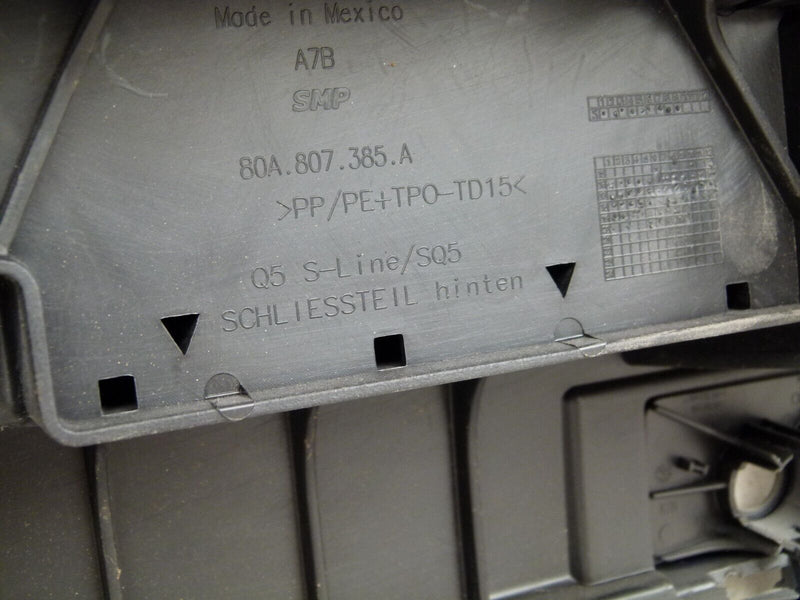 Made in Mexico
A7B
SMP
80A.807.385.A
>PP/PE+TPO-TD15<
Q5 S-Line/SQ5
SCHLIESSTEIL hinten